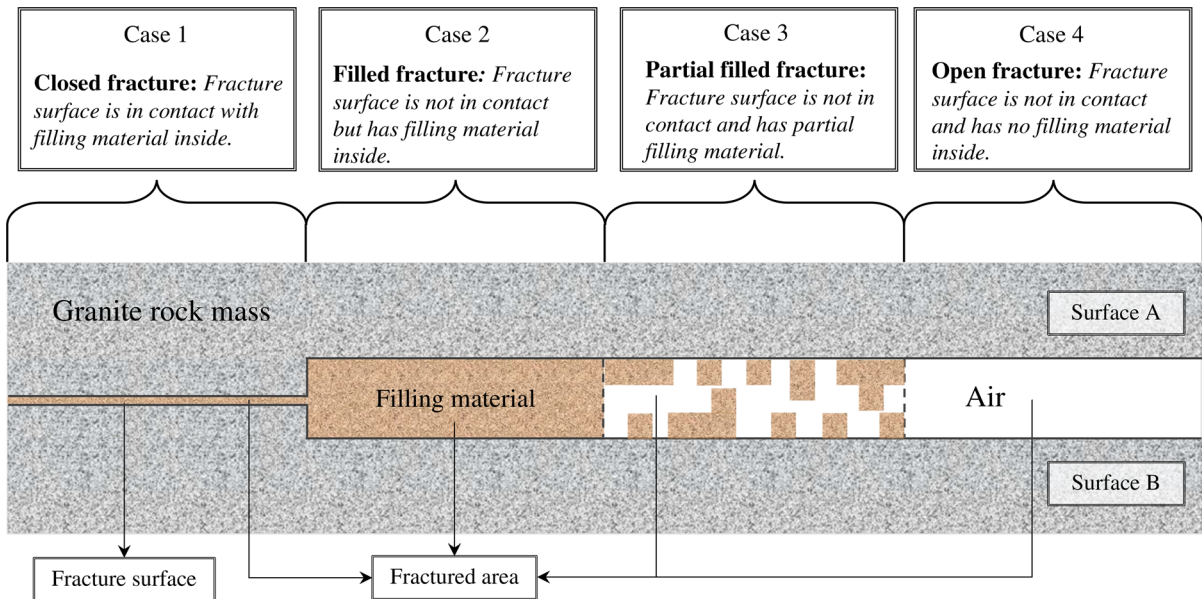 Case 1
Closed fracture: Fracture
surface is in contact with
filling material inside.
Case 2
Filled fracture: Fracture
surface is not in contact
but has filling material
inside.
Case 3
Partial filled fracture:
Fracture surface is not in
contact and has partial
filling material.
Case 4
Open fracture: Fracture
surface is not in contact
and has no filling material
inside.
Granite rock mass
Surface A
Filling material
Air
Surface B
Fracture surface
Fractured area